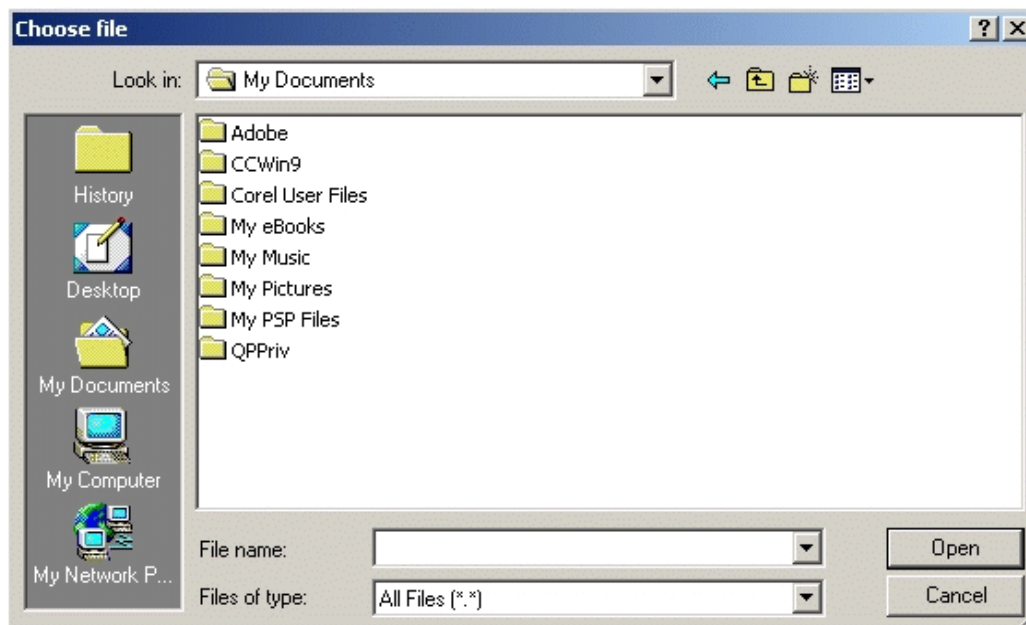 Choose file
Look in: My Documents
History
Desktop
My Documents
My Computer
My Network P...
Adobe
CCWin9
Corel User Files
My eBooks
My Music
My Pictures
My PSP Files
QPPriv
File name:
Open
Files of type: All Files (*.*)
Cancel